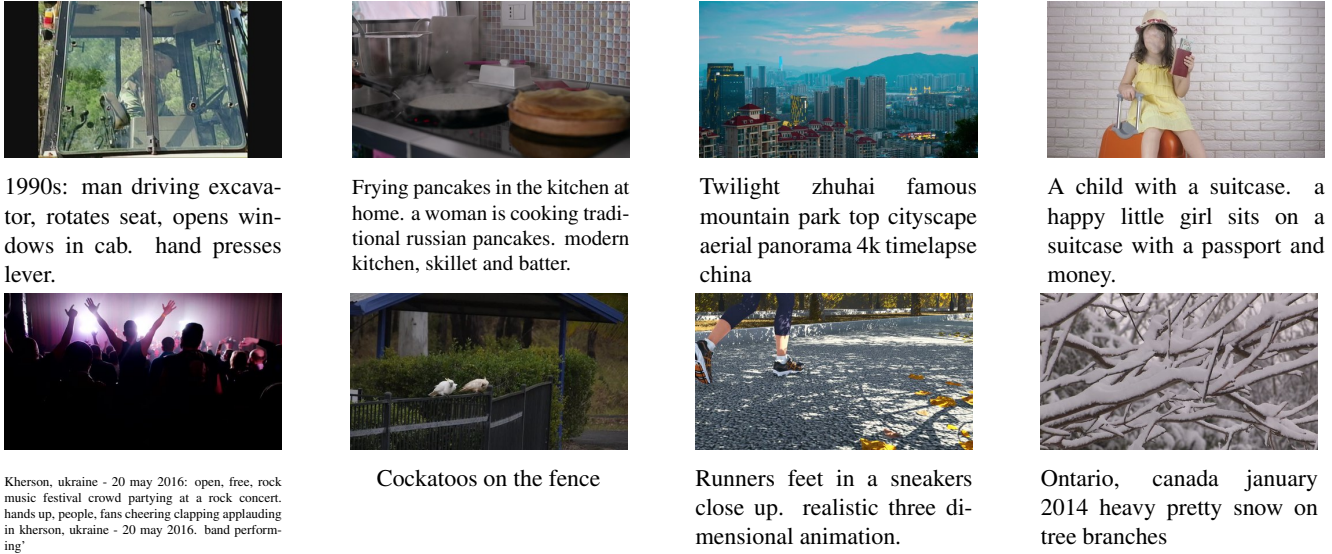 1990s: man driving excava-
tor, rotates seat, opens win-
dows in cab. hand presses
lever.
Frying pancakes in the kitchen at
home. a woman is cooking tradi-
tional russian pancakes. modern
kitchen, skillet and batter.
Twilight zhuhai famous
mountain park top cityscape
aerial panorama 4k timelapse
china
A child with a suitcase. a
happy little girl sits on a
suitcase with a passport and
money.
Kherson, ukraine - 20 may 2016: open, free, rock
music festival crowd partying at a rock concert.
hands up, people, fans cheering clapping applauding
in kherson, ukraine - 20 may 2016. band perform-
ing'
Cockatoos on the fence
Runners feet in a sneakers
close up. realistic three di-
mensional animation.
Ontario, canada january
2014 heavy pretty snow on
tree branches